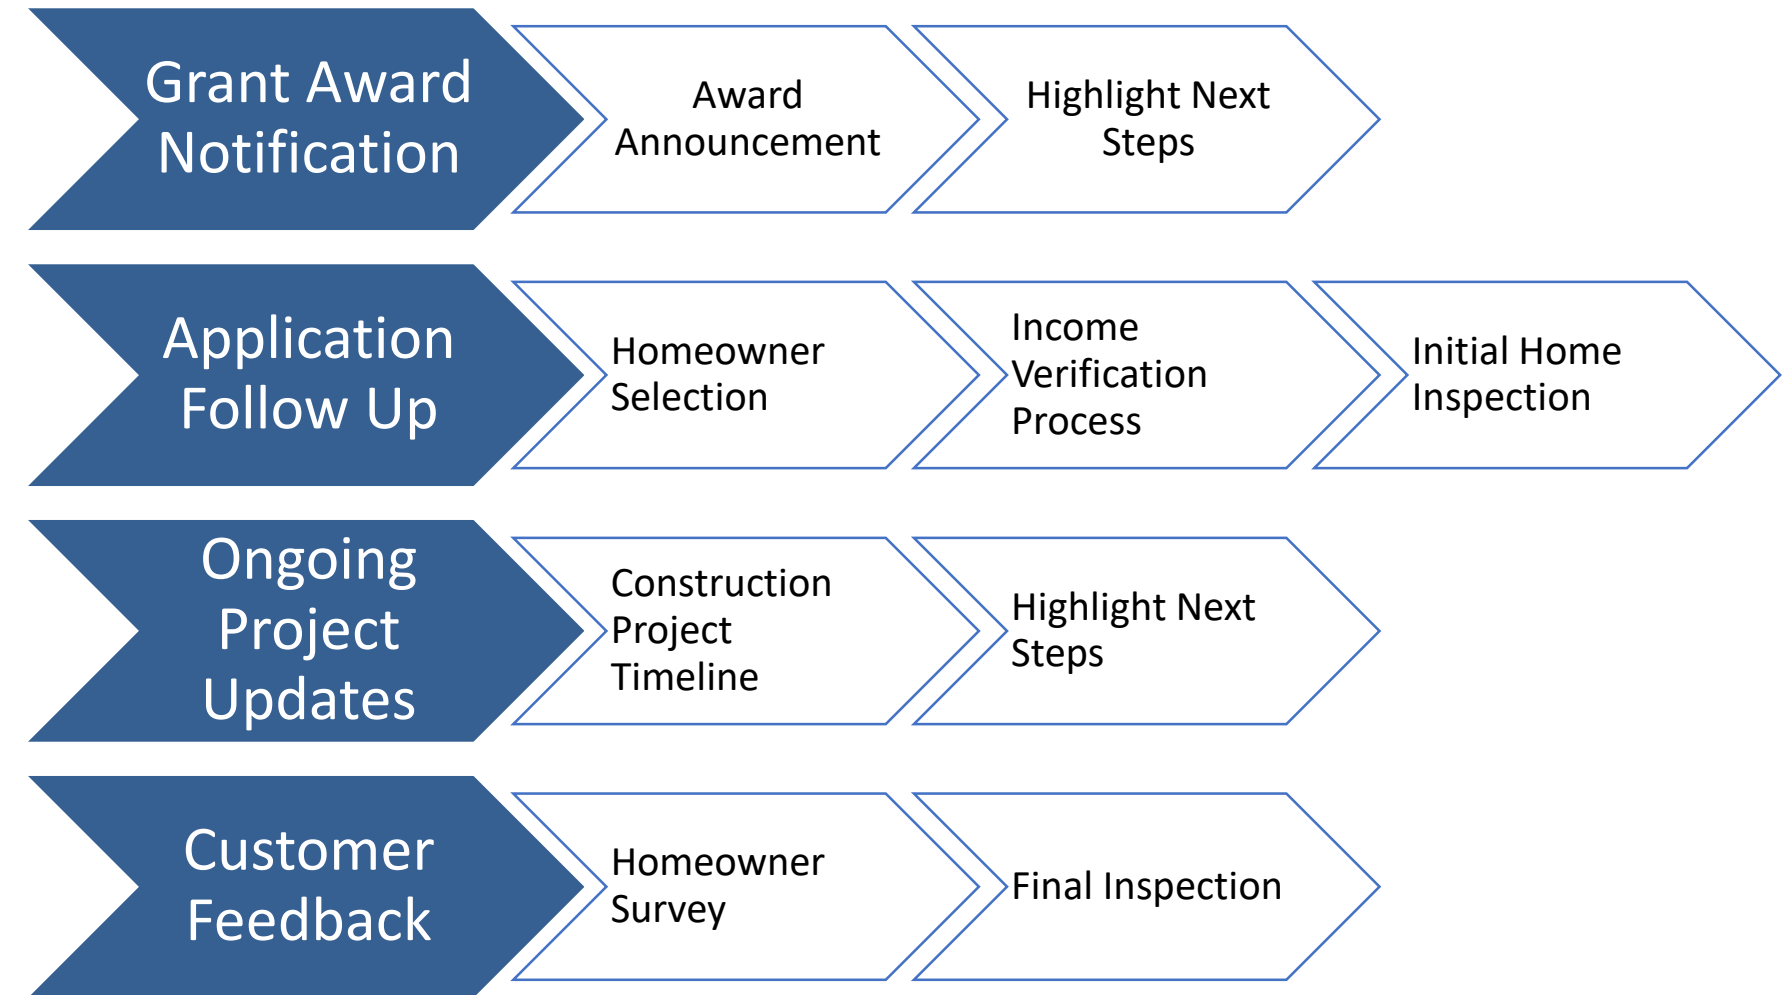 Grant Award
Notification
Award
Announcement
Highlight Next
Steps
Application
Follow Up
Homeowner
Selection
Income
Verification
Process
Initial Home
Inspection
Ongoing
Project
Updates
Construction
Project
Timeline
Highlight Next
Steps
Customer
Feedback
Homeowner
Survey
Final Inspection